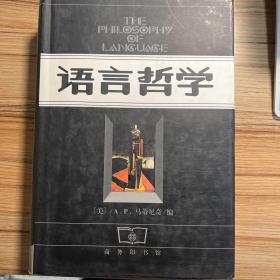 THE
PHILOSOPHY
OF
LANGUAGE
语言哲学
[美] A.P. 马蒂尼奇 编
商务印书馆